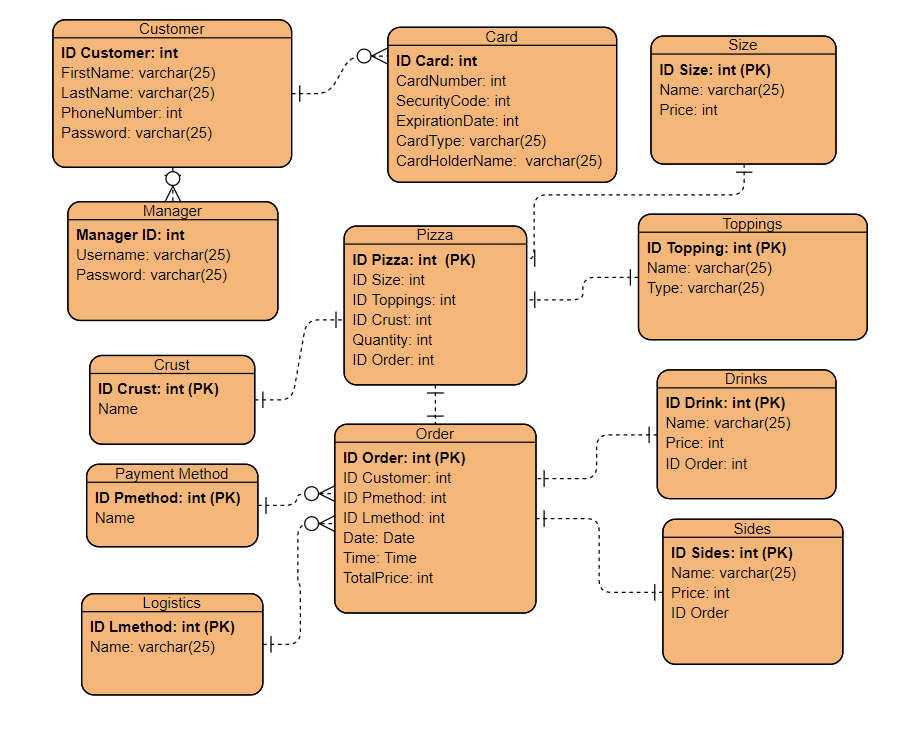 Customer
ID Customer: int
FirstName: varchar(25)
LastName: varchar(25)
PhoneNumber: int
Password: varchar(25)
Card
ID Card: int
CardNumber: int
SecurityCode: int
ExpirationDate: int
CardType: varchar(25)
CardHolderName:  varchar(25)
Size
ID Size: int (PK)
Name: varchar(25)
Price: int
Manager
Manager ID: int
Username: varchar(25)
Password: varchar(25)
Pizza
ID Pizza: int  (PK)
ID Size: int
ID Toppings: int
ID Crust: int
Quantity: int
ID Order: int
Toppings
ID Topping: int (PK)
Name: varchar(25)
Type: varchar(25)
Crust
ID Crust: int (PK)
Name
Drinks
ID Drink: int (PK)
Name: varchar(25)
Price: int
ID Order: int
Payment Method
ID Pmethod: int (PK)
Name
Order
ID Order: int (PK)
ID Customer: int
ID Pmethod: int
ID Lmethod: int
Date: Date
Time: Time
TotalPrice: int
Sides
ID Sides: int (PK)
Name: varchar(25)
Price: int
ID Order
Logistics
ID Lmethod: int (PK)
Name: varchar(25)